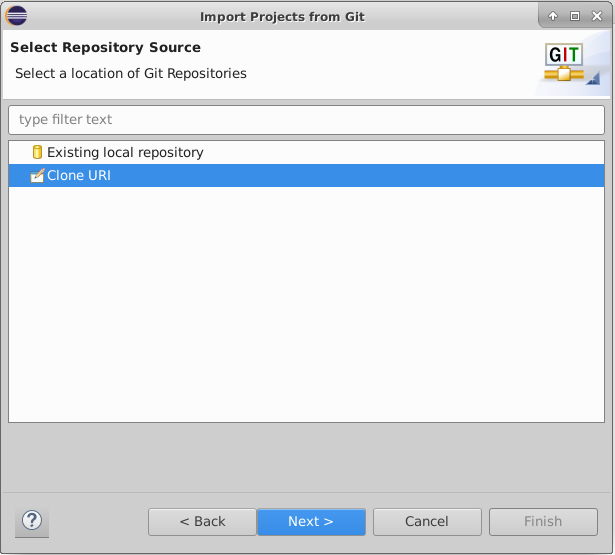 Import Projects from Git
Select Repository Source
Select a location of Git Repositories
GIT
type filter text
Existing local repository
Clone URI
?
< Back
Next >
Cancel
Finish